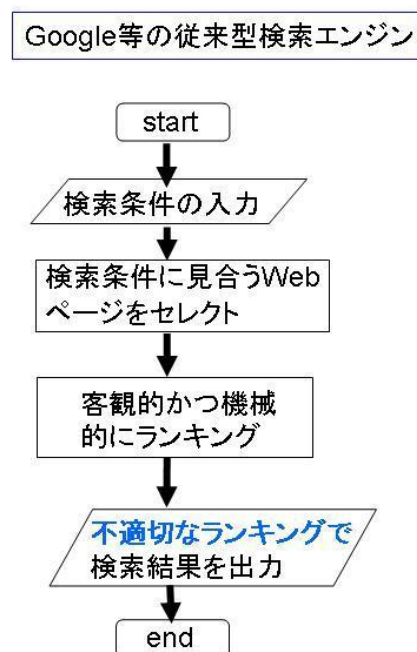 Google等の従来型検索エンジン
start
検索条件の入力
検索条件に見合うWeb
ページをセレクト
客観的かつ機械
的にランキング
不適切なランキングで
検索結果を出力
end